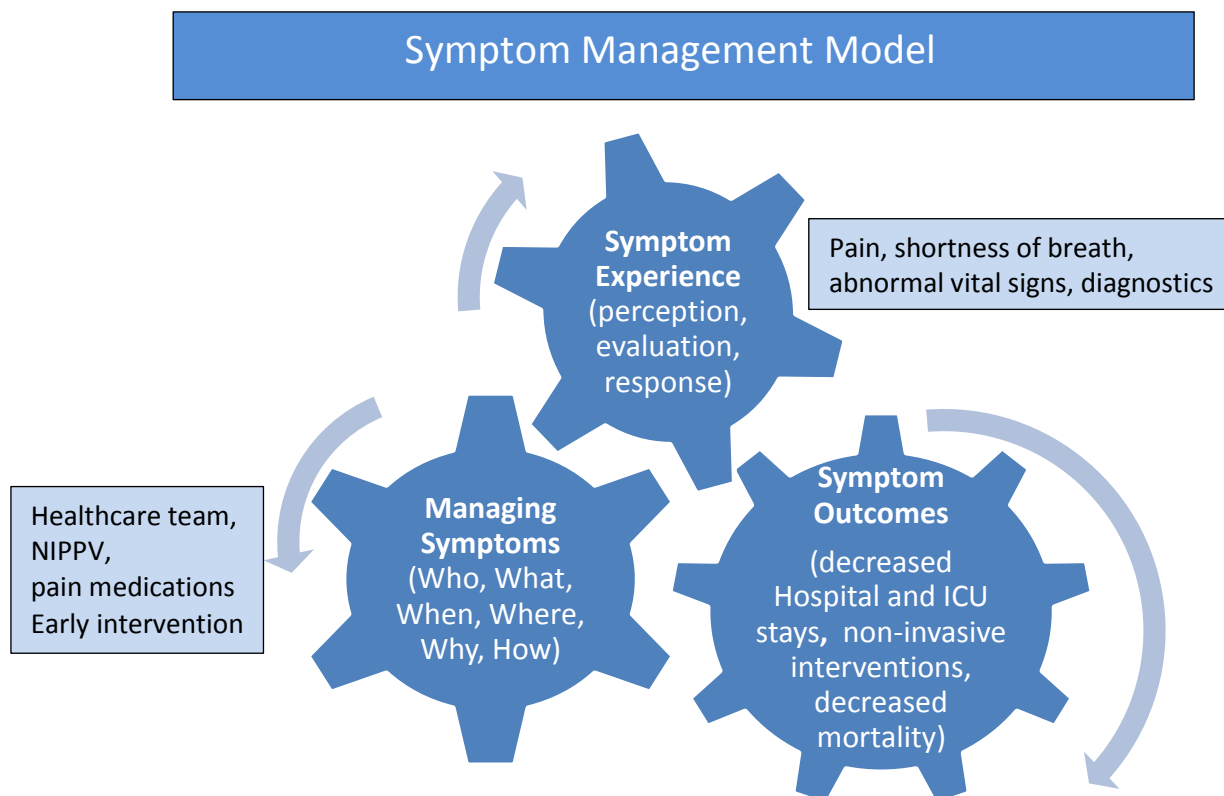 Symptom Management Model
Symptom
Experience
(perception,
evaluation,
response)
Pain, shortness of breath,
abnormal vital signs, diagnostics
Managing
Symptoms
(Who, What,
When, Where,
Why, How)
Healthcare team,
NIPPV,
pain medications
Early intervention
Symptom
Outcomes
(decreased
Hospital and ICU
stays, non-invasive
interventions,
decreased
mortality)